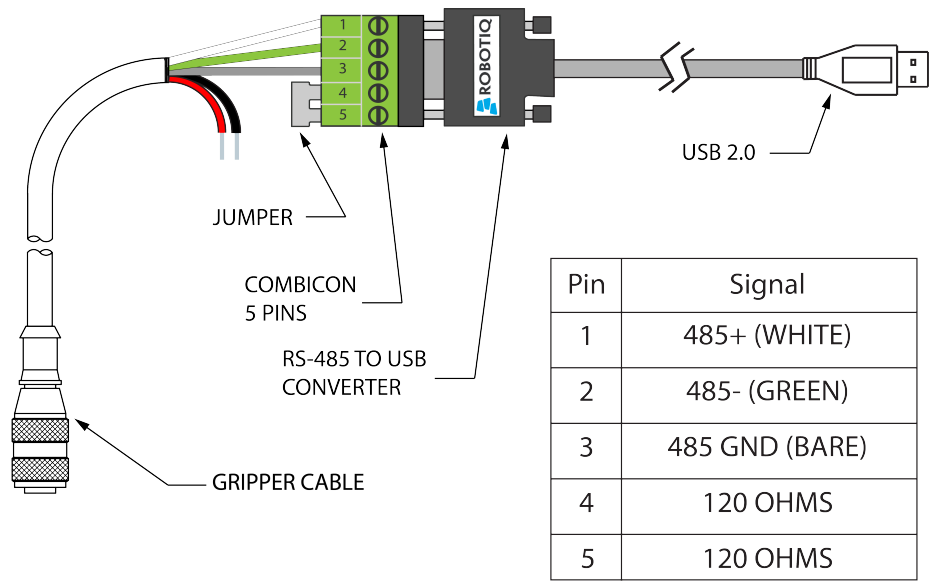 1
2
3
4
5
ROBOTIQ
USB 2.0
JUMPER
COMBICON
5 PINS
RS-485 TO USB
CONVERTER
GRIPPER CABLE
Pin Signal
1 485+ (WHITE)
2 485- (GREEN)
3 485 GND (BARE)
4 120 OHMS
5 120 OHMS